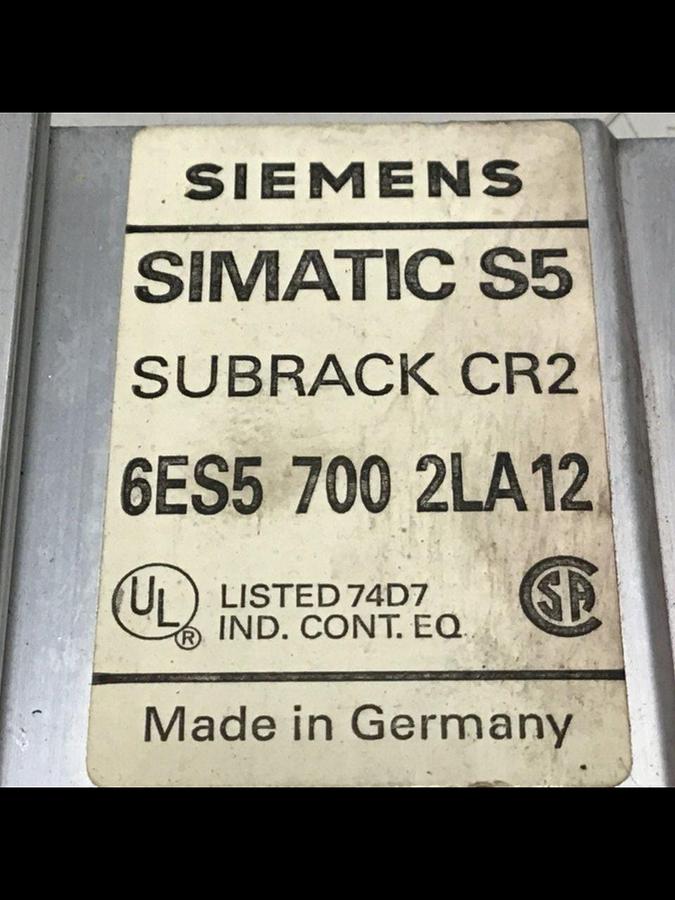 SIEMENS
SIMATIC S5
SUBRACK CR2
6ES5 700 2LA12
UL ® LISTED 74D7
IND. CONT. EQ
SA
Made in Germany